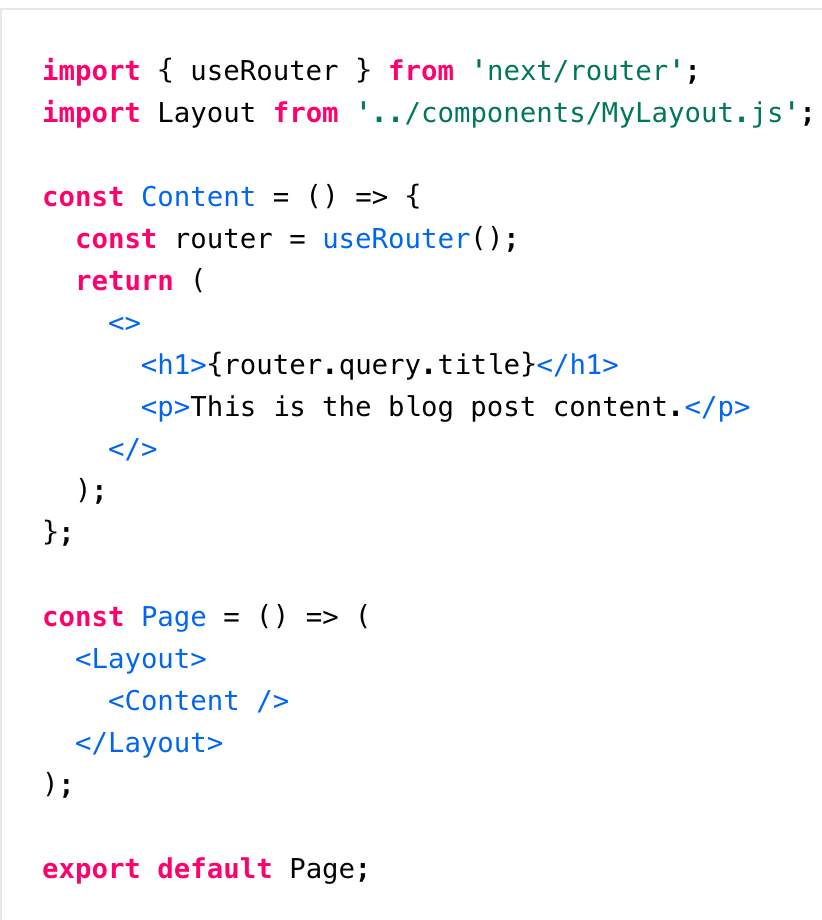 import { useRouter } from 'next/router';
import Layout from '../components/MyLayout.js';

const Content = () => {
  const router = useRouter();
  return (
    <>
      <h1>{router.query.title}</h1>
      <p>This is the blog post content.</p>
    </>
  );
};

const Page = () => (
  <Layout>
    <Content />
  </Layout>
);

export default Page;